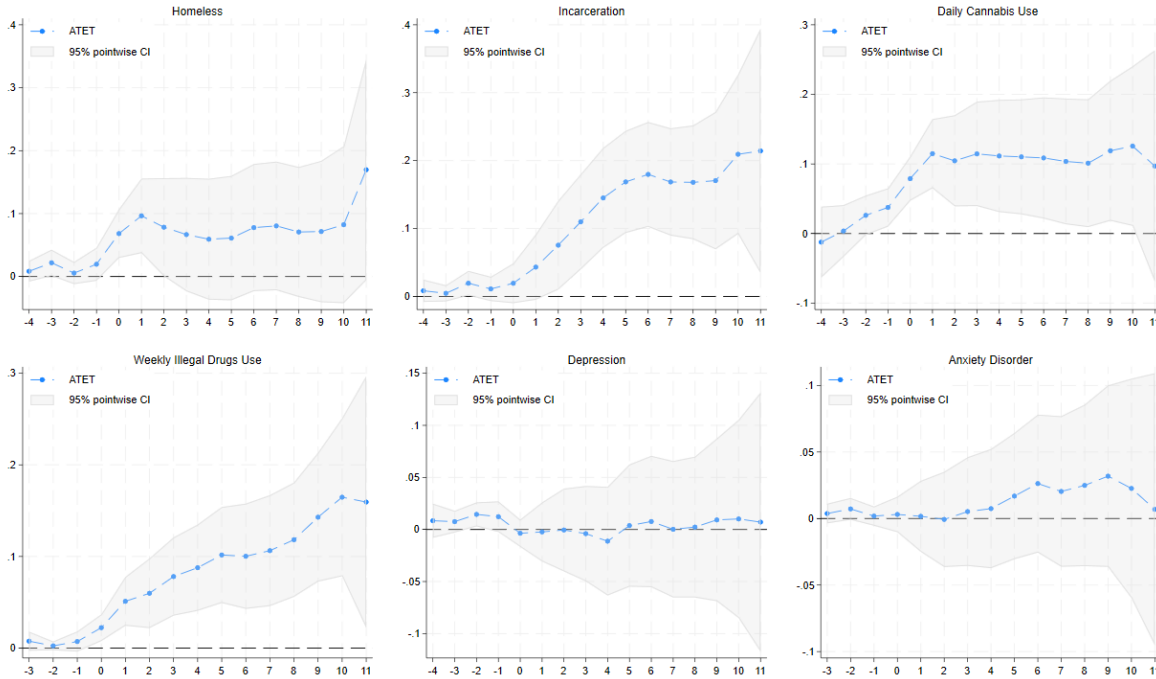 Homeless
.4
.3
.2
.1
0
ATET
95% pointwise CI
-4 -3 -2 -1 0 1 2 3 4 5 6 7 8 9 10 11
Incarceration
.4
.3
.2
.1
0
ATET
95% pointwise CI
-4 -3 -2 -1 0 1 2 3 4 5 6 7 8 9 10 11
Daily Cannabis Use
.3
.2
.1
0
-.1
ATET
95% pointwise CI
-4 -3 -2 -1 0 1 2 3 4 5 6 7 8 9 10 11
Weekly Illegal Drugs Use
.3
.2
.1
0
ATET
95% pointwise CI
-3 -2 -1 0 1 2 3 4 5 6 7 8 9 10 11
Depression
.15
.1
.05
0
-.05
-.1
ATET
95% pointwise CI
-4 -3 -2 -1 0 1 2 3 4 5 6 7 8 9 10 11
Anxiety Disorder
.1
.05
0
-.05
-.1
ATET
95% pointwise CI
-3 -2 -1 0 1 2 3 4 5 6 7 8 9 10 11